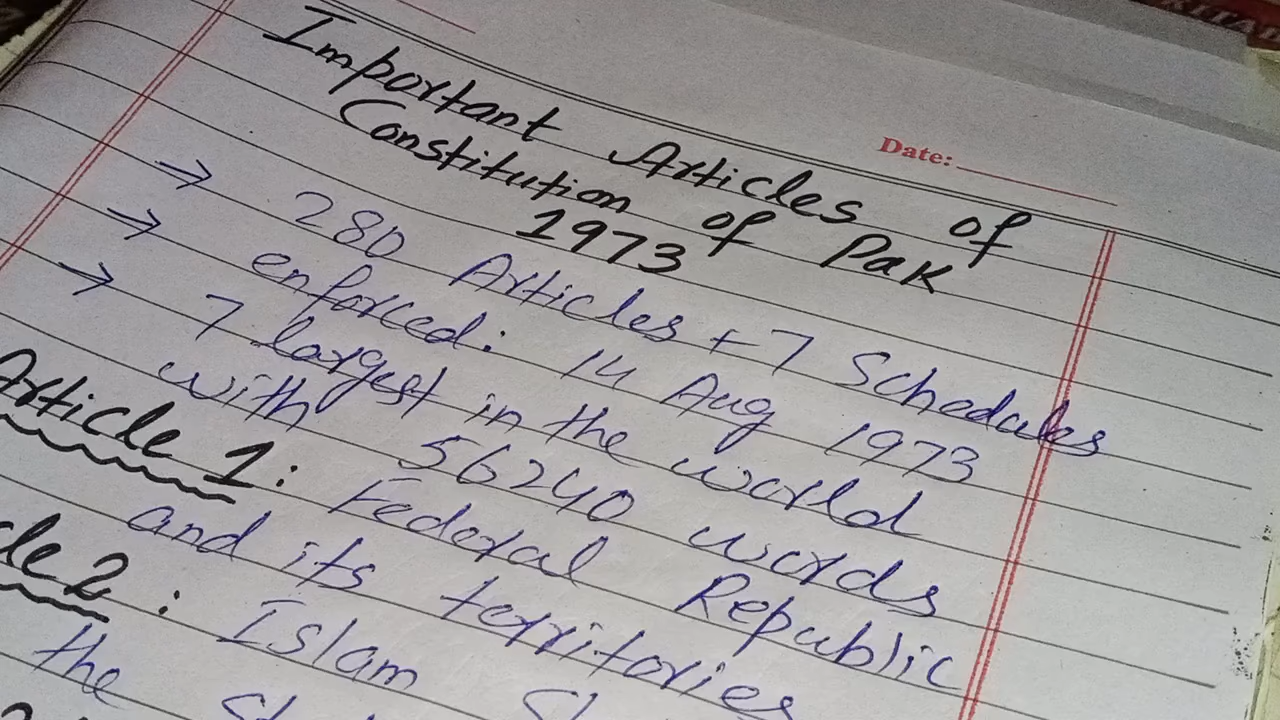 Date:
Important Articles of
Constitution of Pak
1973
→ 280 Articles + 7 Schedules
→ enforced: 14 Aug 1973
→ 7 largest in the world
with 56240 words
Article 1: Federal Republic
and its territories
cle 2: Islam
the